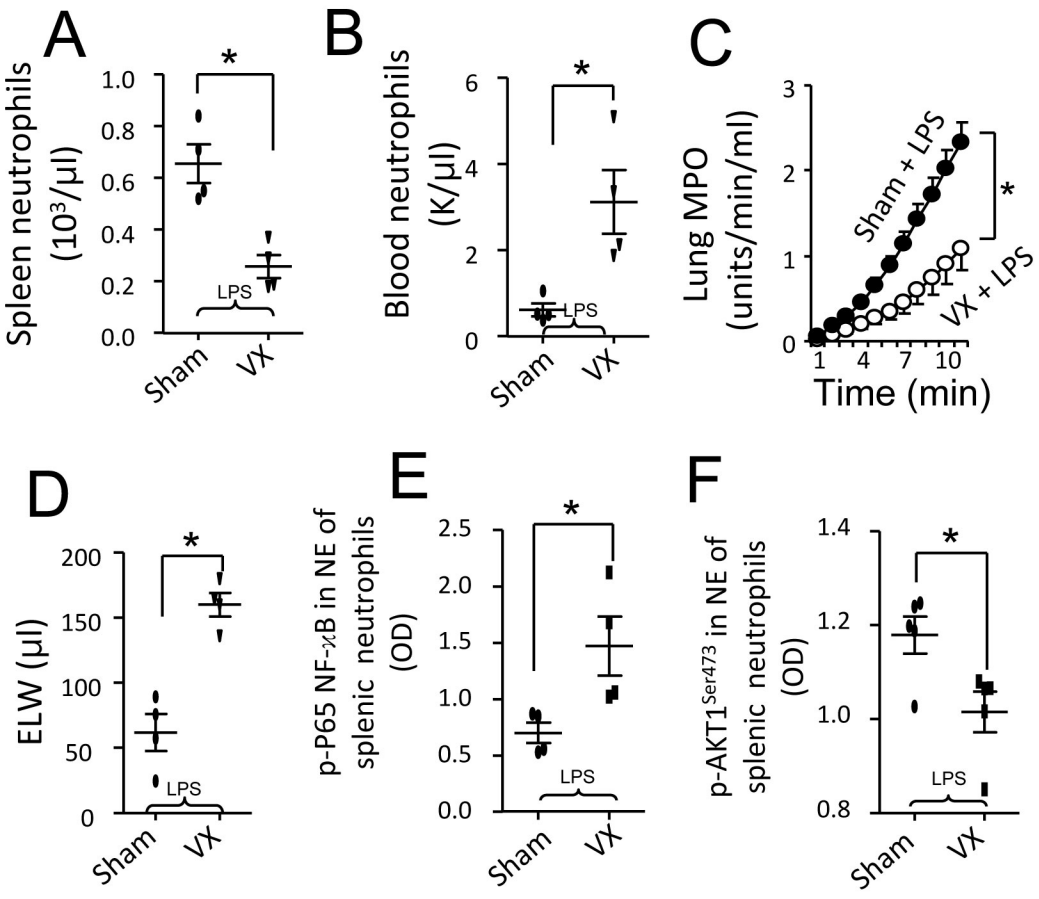 A
Spleen neutrophils
(10³/µl)
1.0
0.8
0.6
0.4
0.2
0.0
*
LPS
Sham
VX
B
Blood neutrophils
(K/µl)
6
4
2
0
*
LPS
Sham
VX
C
Lung MPO
(units/min/ml)
3
2
1
0
Sham + LPS
VX + LPS
*
1 4 7 10
Time (min)
D
ELW (µl)
200
150
100
50
0
*
LPS
Sham
VX
E
p-P65 NF-ϰB in NE of
splenic neutrophils
(OD)
2.5
2.0
1.5
1.0
0.5
0.0
*
LPS
Sham
VX
F
p-AKT1^Ser473 in NE of
splenic neutrophils
(OD)
1.4
1.2
1.0
0.8
*
LPS
Sham
VX